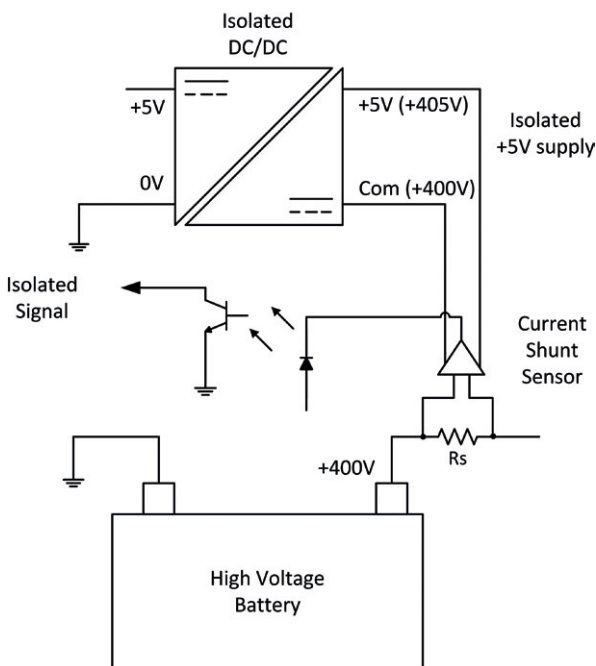 Isolated
DC/DC
+5V
+5V (+405V)
Isolated
+5V supply
0V
Com (+400V)
Isolated
Signal
Current
Shunt
Sensor
+400V
Rs
High Voltage
Battery